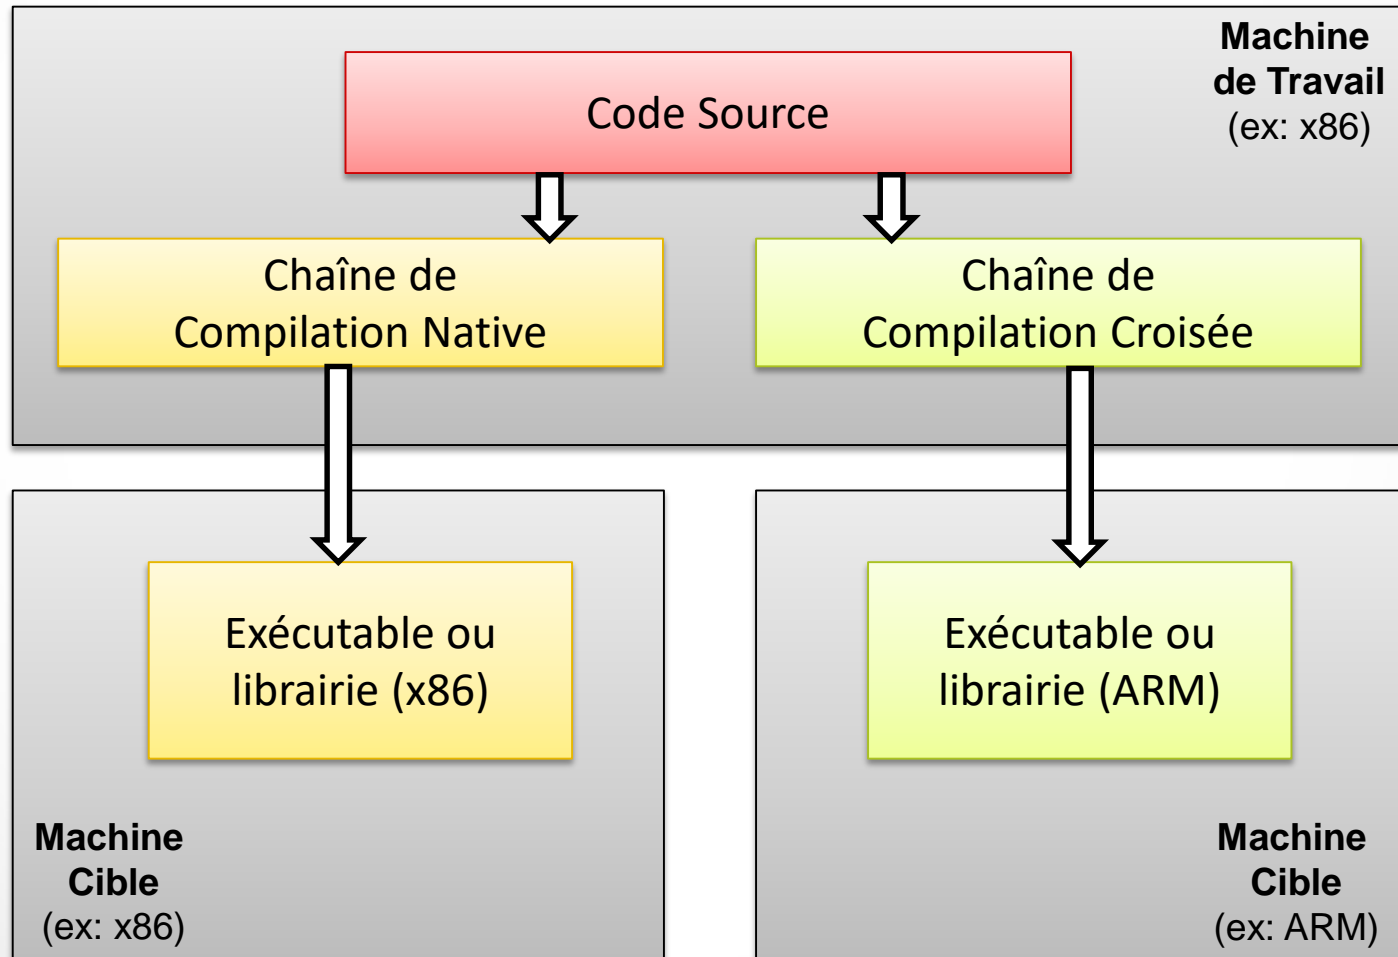 Machine
de Travail
(ex: x86)
Code Source
Chaîne de
Compilation Native
Chaîne de
Compilation Croisée
Exécutable ou
librairie (x86)
Exécutable ou
librairie (ARM)
Machine
Cible
(ex: x86)
Machine
Cible
(ex: ARM)